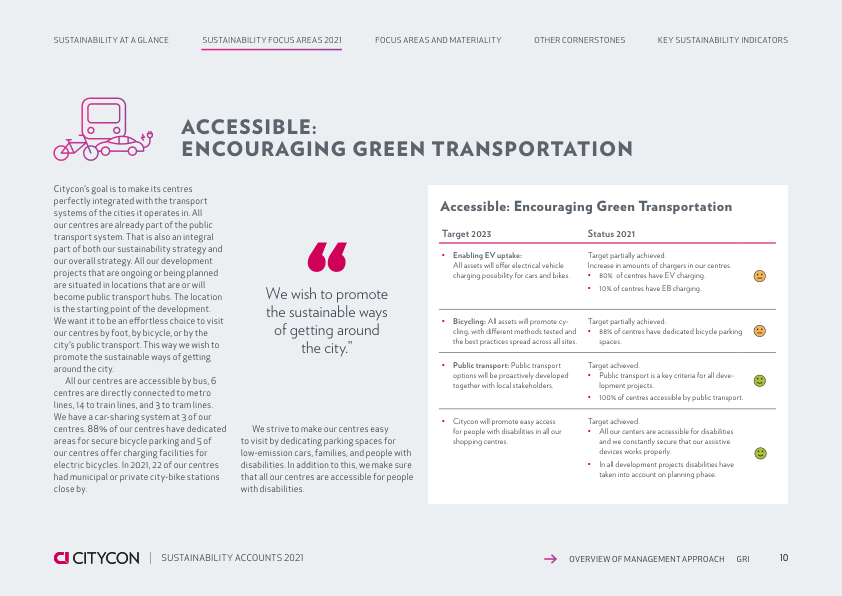 SUSTAINABILITY AT A GLANCE
SUSTAINABILITY FOCUS AREAS 2021
FOCUS AREAS AND MATERIALITY
OTHER CORNERSTONES
KEY SUSTAINABILITY INDICATORS
ACCESSIBLE:
ENCOURAGING GREEN TRANSPORTATION
Citycon's goal is to make its centres
perfectly integrated with the transport
systems of the cities it operates in. All
our centres are already part of the public
transport system. That is also an integral
part of both our sustainability strategy and
our overall strategy. All our development
projects that are ongoing or being planned
are situated in locations that are or will
become public transport hubs. The location
is the starting point of the development.
We want it to be an effortless choice to visit
our centres by foot, by bicycle, or by the
city's public transport. This way we wish to
promote the sustainable ways of getting
around the city.
All our centres are accessible by bus, 6
centres are directly connected to metro
lines, 14 to train lines, and 3 to tram lines.
We have a car-sharing system at 3 of our
centres. 88% of our centres have dedicated
areas for secure bicycle parking and 5 of
our centres offer charging facilities for
electric bicycles. In 2021, 22 of our centres
had municipal or private city-bike stations
close by.
“
We wish to promote
the sustainable ways
of getting around
the city.”
We strive to make our centres easy
to visit by dedicating parking spaces for
low-emission cars, families, and people with
disabilities. In addition to this, we make sure
that all our centres are accessible for people
with disabilities.
Accessible: Encouraging Green Transportation
Target 2023
Status 2021
• Enabling EV uptake:
All assets will offer electrical vehicle
charging possibility for cars and bikes.
Target partially achieved.
Increase in amounts of chargers in our centres.
• 80% of centres have EV charging.
• 10% of centres have EB charging.
• Bicycling: All assets will promote cy-
cling, with different methods tested and
the best practices spread across all sites.
Target partially achieved.
• 88% of centres have dedicated bicycle parking
spaces.
• Public transport: Public transport
options will be proactively developed
together with local stakeholders.
Target achieved.
• Public transport is a key criteria for all deve-
lopment projects.
• 100% of centres accessible by public transport.
• Citycon will promote easy access
for people with disabilities in all our
shopping centres.
Target achieved.
• All our centers are accessible for disabilities
and we constantly secure that our assistive
devices works properly.
• In all development projects disabilities have
taken into account on planning phase.
CITYCON
SUSTAINABILITY ACCOUNTS 2021
OVERVIEW OF MANAGEMENT APPROACH
GRI
10